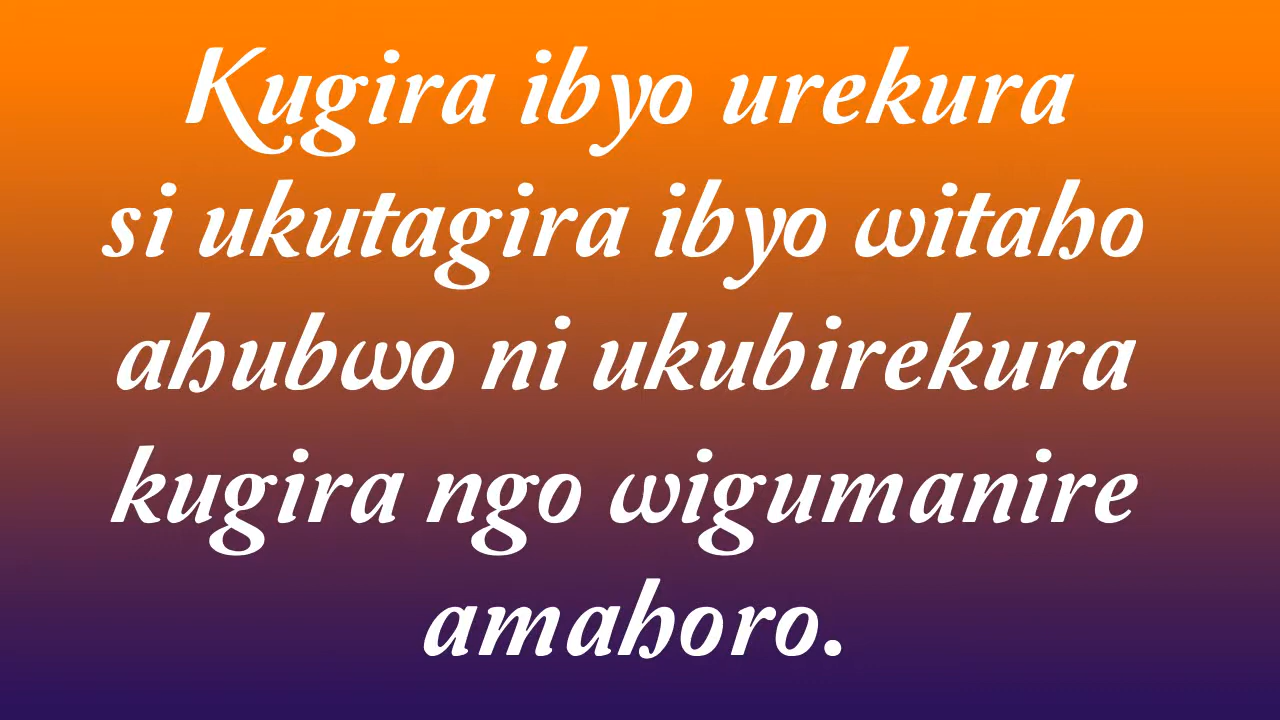 Kugira ibyo urekura
si ukutagira ibyo witaho
ahubwo ni ukubirekura
kugira ngo wigumanire
amahoro.